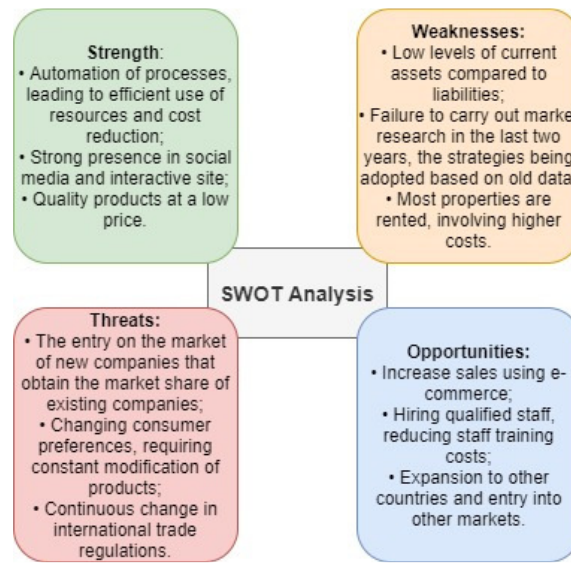 Strength:
• Automation of processes,
leading to efficient use of
resources and cost
reduction;
• Strong presence in social
media and interactive site;
• Quality products at a low
price.
Weaknesses:
• Low levels of current
assets compared to
liabilities;
• Failure to carry out marke
research in the last two
years, the strategies being
adopted based on old data
• Most properties are
rented, involving higher
costs.
SWOT Analysis
Threats:
• The entry on the market
of new companies that
obtain the market share of
existing companies;
• Changing consumer
preferences, requiring
constant modification of
products;
• Continuous change in
international trade
regulations.
Opportunities:
• Increase sales using e-
commerce;
• Hiring qualified staff,
reducing staff training
costs;
• Expansion to other
countries and entry into
other markets.